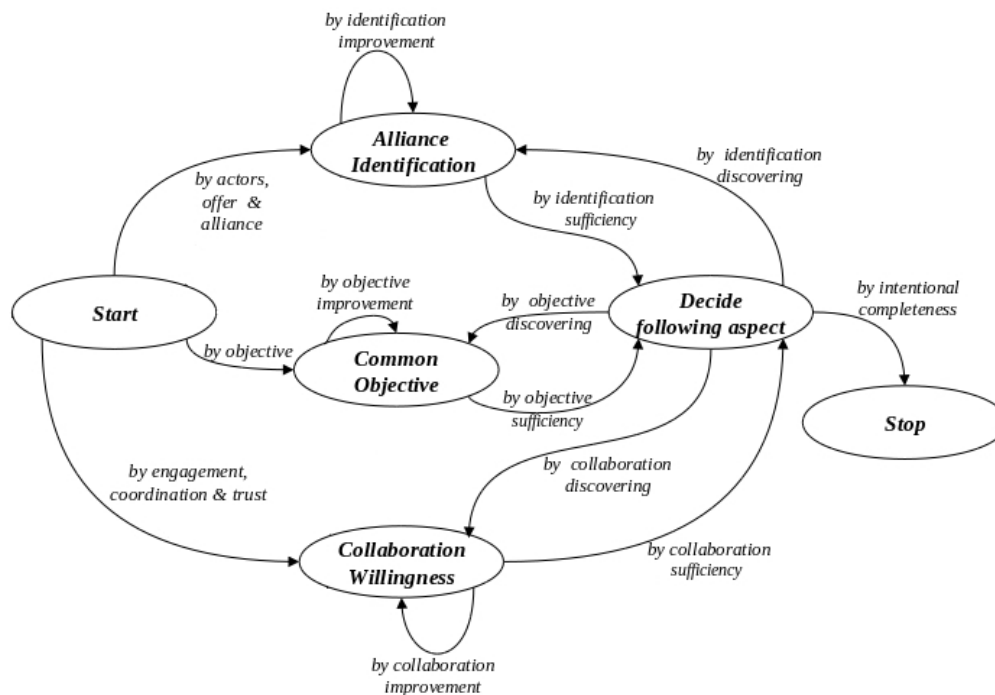 by identification
improvement
Alliance
Identification
by identification
discovering
by actors,
offer &
alliance
by identification
sufficiency
Start
by objective
improvement
by objective
discovering
Decide
following aspect
by intentional
completeness
by objective
Common
Objective
by objective
sufficiency
Stop
by engagement,
coordination & trust
by collaboration
discovering
Collaboration
Willingness
by collaboration
sufficiency
by collaboration
improvement